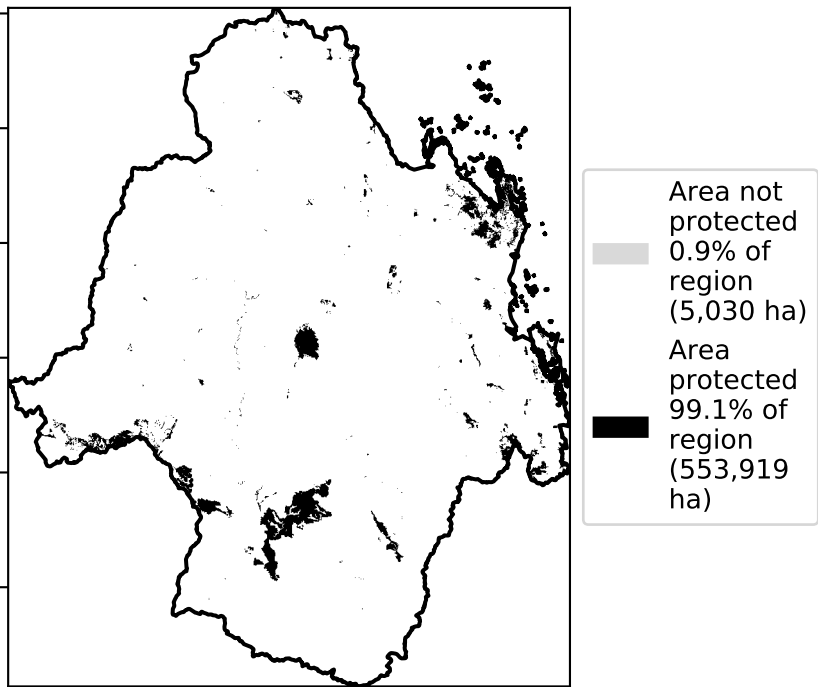 Area not
protected
0.9% of
region
(5,030 ha)
Area
protected
99.1% of
region
(553,919
ha)